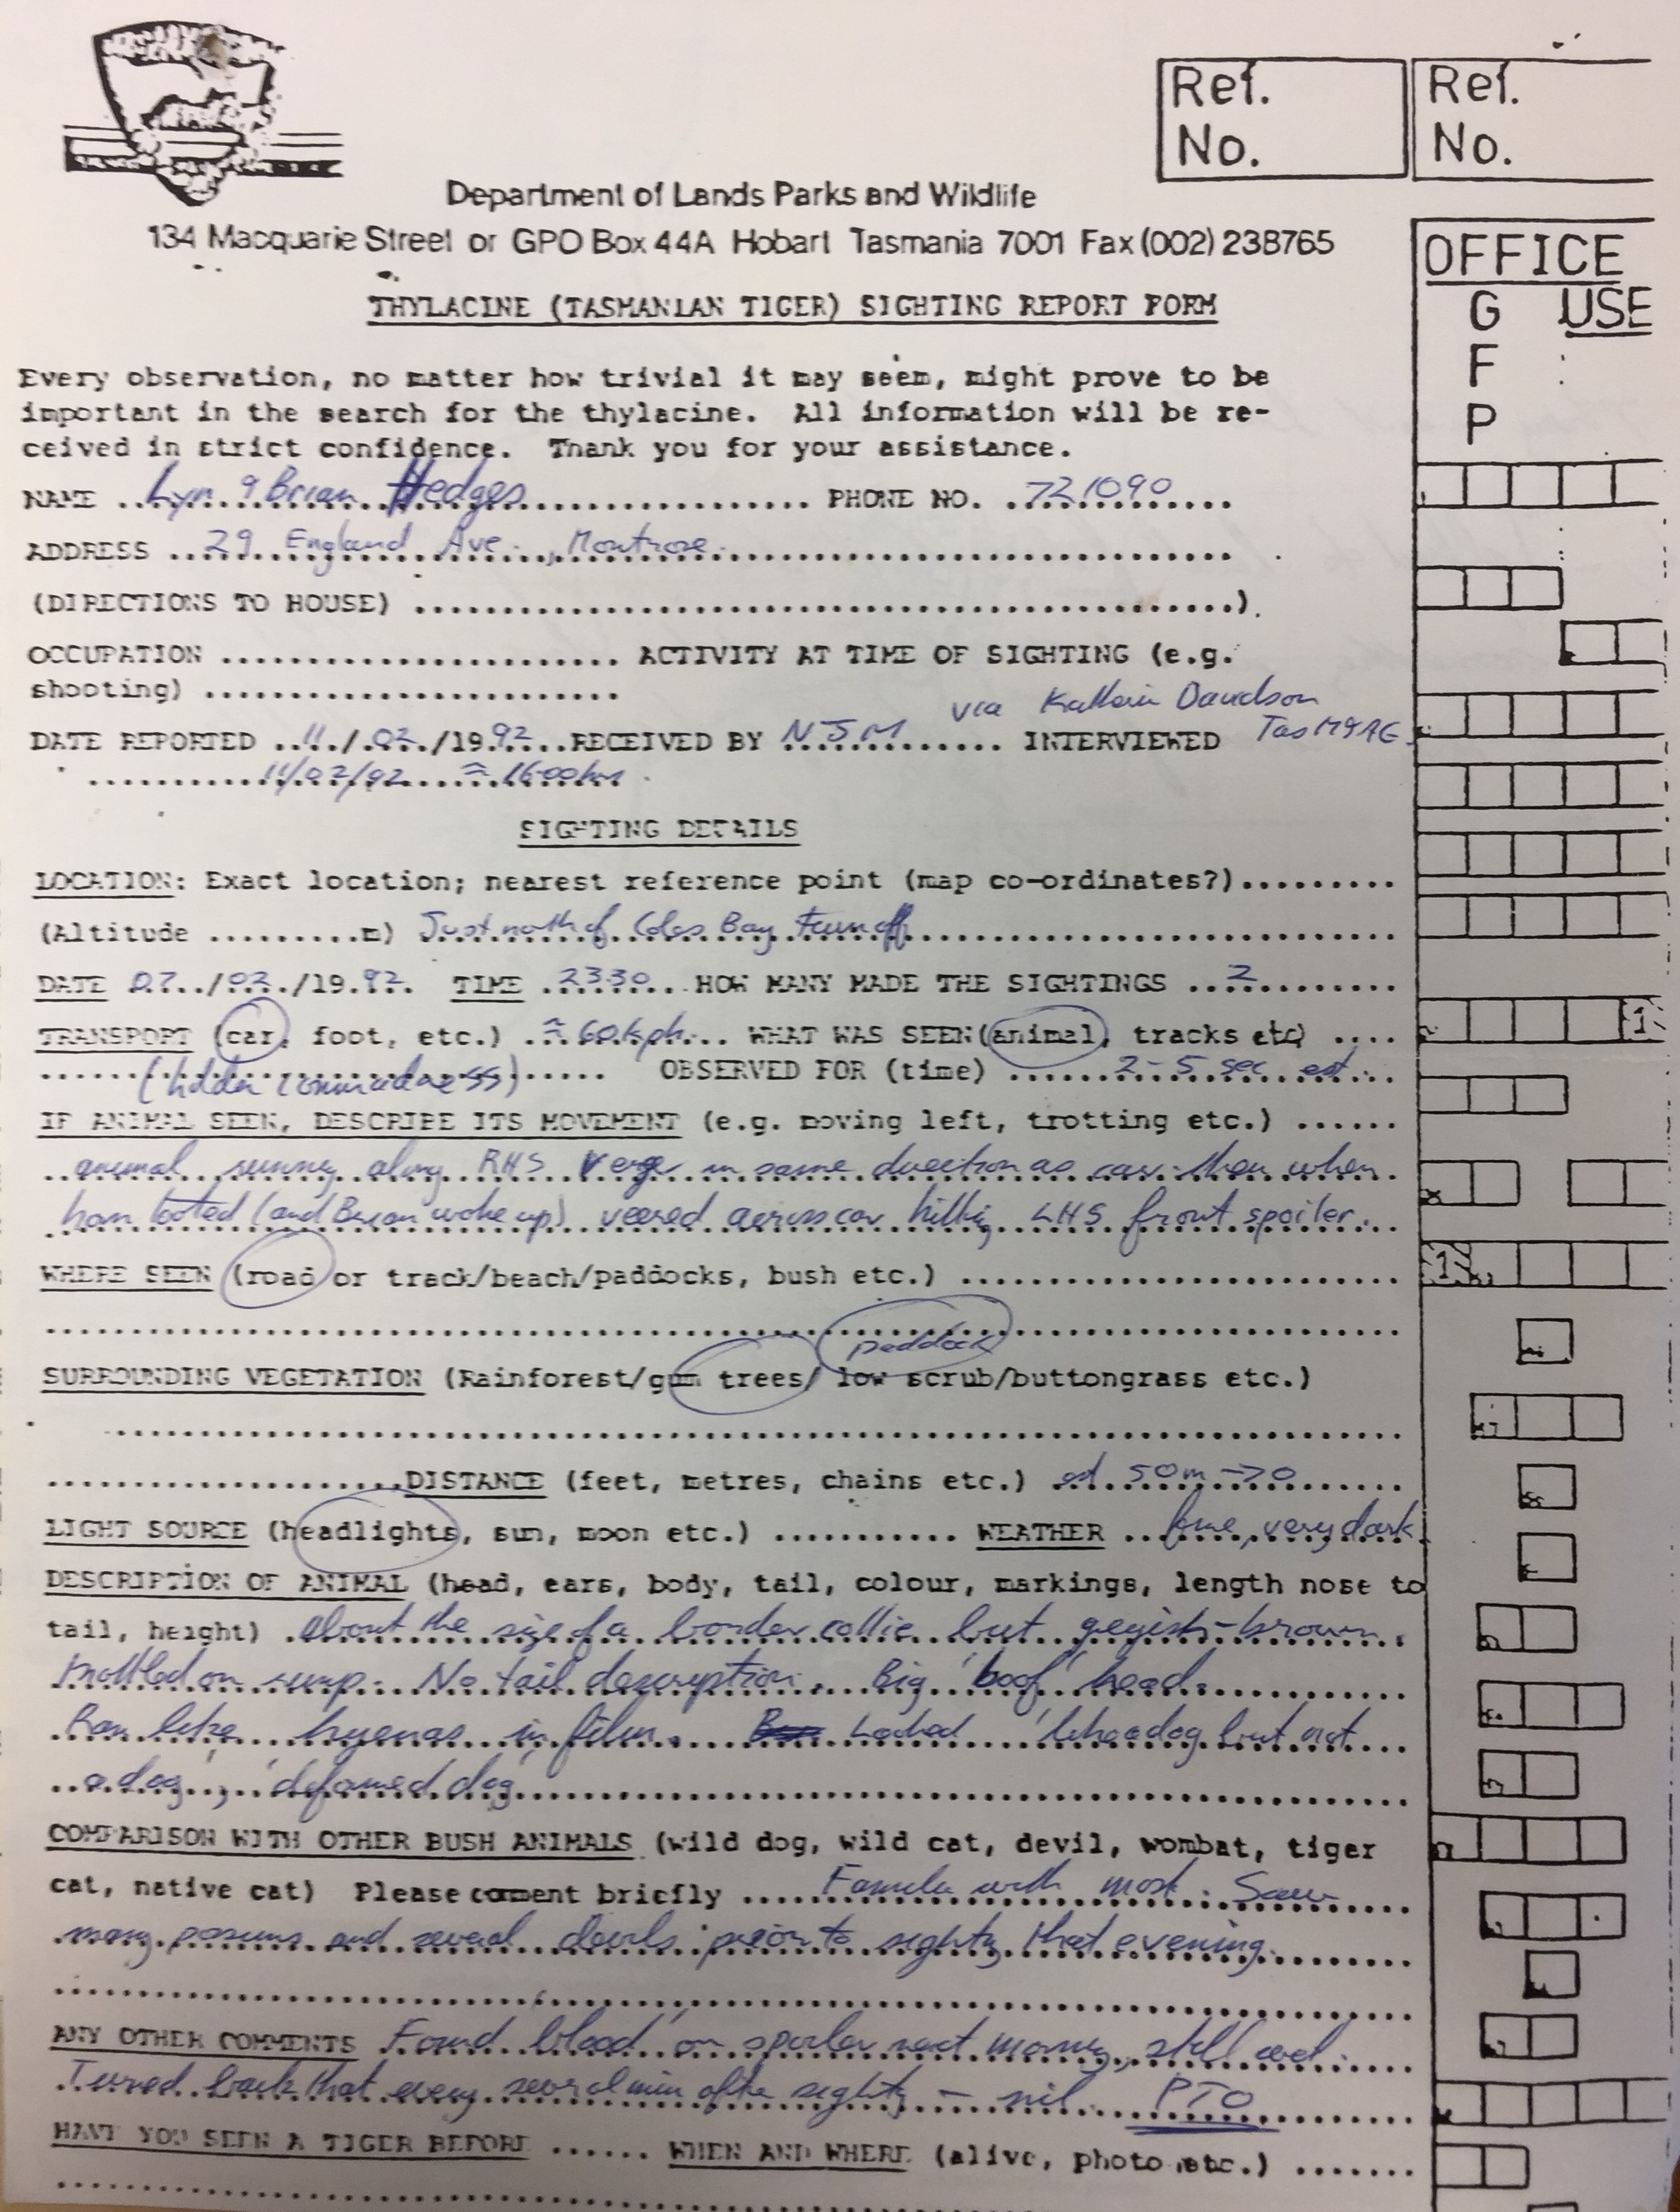 Ref.
No.
Ref.
No.
Department of Lands Parks and Wildlife
134 Macquarie Street or GPO Box 44A Hobart Tasmania 7001 Fax (002) 238765
OFFICE
USE
G
F
P
THYLACINE (TASMANIAN TIGER) SIGHTING REPORT FORM
Every observation, no matter how trivial it may seem, might prove to be
important in the search for the thylacine. All information will be re-
ceived in strict confidence. Thank you for your assistance.
NAME Lyn & Brian Hedges PHONE NO. 721090
ADDRESS 29 England Ave., Montrose.
(DIRECTIONS TO HOUSE) ........)
OCCUPATION ........ ACTIVITY AT TIME OF SIGHTING (e.g.
shooting) ........
via Davidson
DATE REPORTED 11/02/1992 RECEIVED BY NJM INTERVIEWED TasM&AG
11/02/92 ≈ 1600hrs.
SIGHTING DETAILS
LOCATION: Exact location; nearest reference point (map co-ordinates?)........
(Altitude ........m) Just north of Coles Bay turn off
DATE 07/02/1992 TIME 2330 HOW MANY MADE THE SIGHTINGS 2
TRANSPORT (car, foot, etc.) ≈ 60kph WHAT WAS SEEN (animal, tracks etc) ....
(holden commodore SS) OBSERVED FOR (time) 2-5 sec est.
IF ANIMAL SEEN, DESCRIBE ITS MOVEMENT (e.g. moving left, trotting etc.) ......
animal running along RHS verge in same direction as car then when
horn tooted (and Brian woke up) veered across car hitting LHS front spoiler.
WHERE SEEN (road or track/beach/paddocks, bush etc.) ........
paddock
SURROUNDING VEGETATION (Rainforest/gum trees/ low scrub/buttongrass etc.)
DISTANCE (feet, metres, chains etc.) est. 50m → 0
LIGHT SOURCE (headlights, sun, moon etc.) ........ WEATHER fine, very dark
DESCRIPTION OF ANIMAL (head, ears, body, tail, colour, markings, length nose to
tail, height) about the size of a border collie but greyish-brown.
Mottled on rump. No tail description. Big 'boof' head.
Ran like hyenas in film. Looked 'like a dog but not
a dog', 'deformed dog'
COMPARISON WITH OTHER BUSH ANIMALS (wild dog, wild cat, devil, wombat, tiger
cat, native cat) Please comment briefly Familar with most. Saw
many possums and several devils prior to sighting that evening.
ANY OTHER COMMENTS Found 'blood' on spoiler next morning, still wet.
Turned back that evening several min after sighting – nil. PTO
HAVE YOU SEEN A TIGER BEFORE ...... WHEN AND WHERE (alive, photo etc.) .......